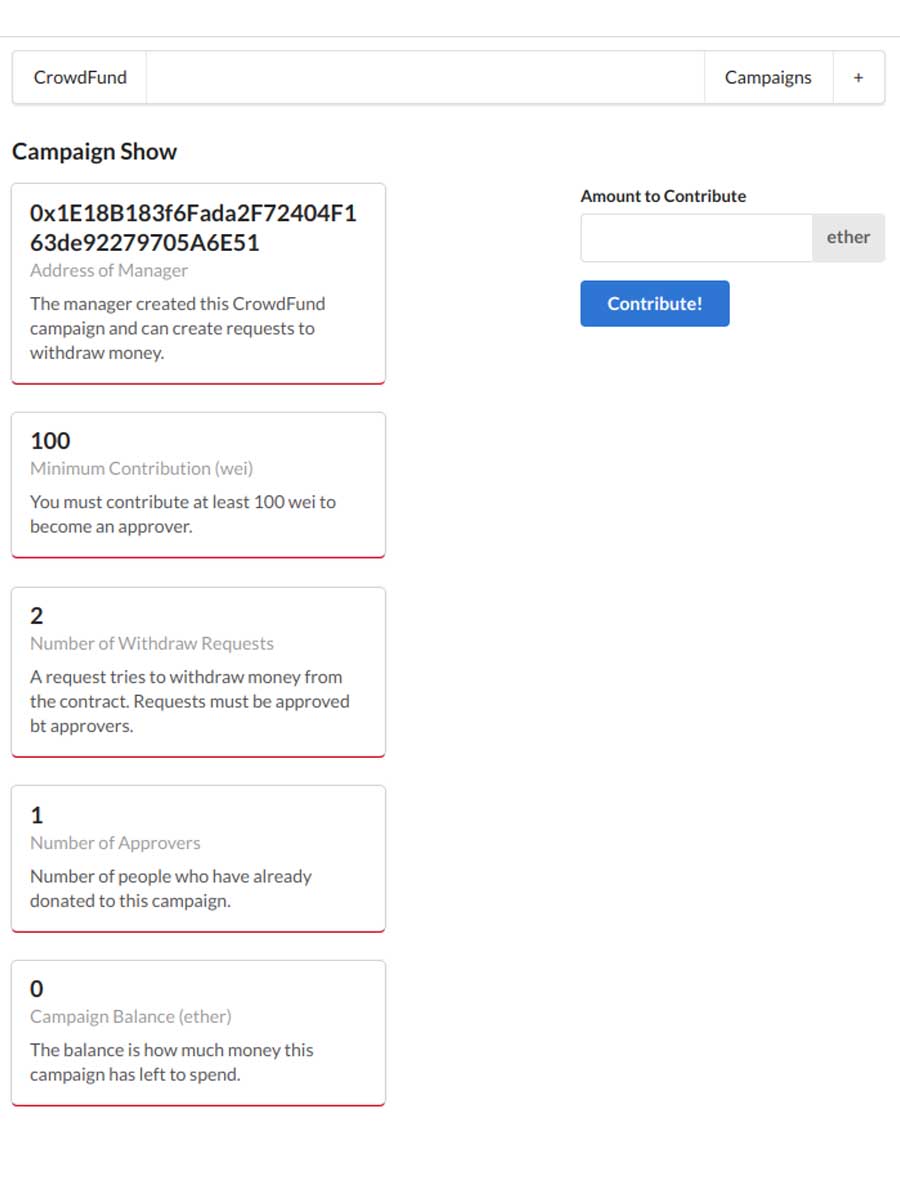 CrowdFund
Campaigns
+
Campaign Show
0x1E18B183f6Fada2F72404F1
63de92279705A6E51
Address of Manager
The manager created this CrowdFund
campaign and can create requests to
withdraw money.
100
Minimum Contribution (wei)
You must contribute at least 100 wei to
become an approver.
2
Number of Withdraw Requests
A request tries to withdraw money from
the contract. Requests must be approved
bt approvers.
1
Number of Approvers
Number of people who have already
donated to this campaign.
0
Campaign Balance (ether)
The balance is how much money this
campaign has left to spend.
Amount to Contribute
ether
Contribute!